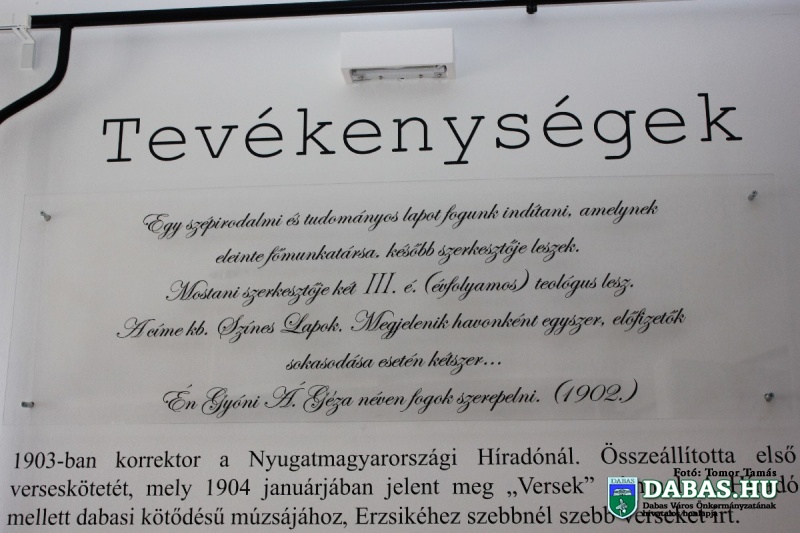 Tevékenységek
Egy szépirodalmi és tudományos lapot fogunk indítani, amelynek
eleinte főmunkatársa, később szerkesztője leszek.
Mostani szerkesztője két III. é. (évfolyamos) teológus lesz.
A címe kb. Színes Lapok. Megjelenik havonként egyszer, előfizetők
sokasodása esetén kétszer...
Én Gyóni Á. Géza néven fogok szerepelni. (1902.)
1903-ban korrektor a Nyugatmagyarországi Híradónál. Összeállította első
verseskötetét, mely 1904 januárjában jelent meg „Versek”
mellett dabasi kötődésű múzsájához, Erzsikéhez szebbnél szebb verseket írt.
Fotó: Tomor Tamás
DABAS
DABAS.HU
Dabas Város Önkormányzatának
hivatalos honlapja